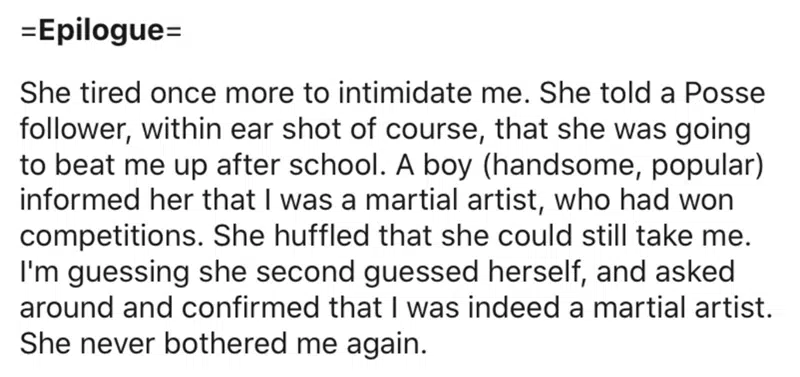 =Epilogue=
She tired once more to intimidate me. She told a Posse
follower, within ear shot of course, that she was going
to beat me up after school. A boy (handsome, popular)
informed her that I was a martial artist, who had won
competitions. She huffled that she could still take me.
I'm guessing she second guessed herself, and asked
around and confirmed that I was indeed a martial artist.
She never bothered me again.